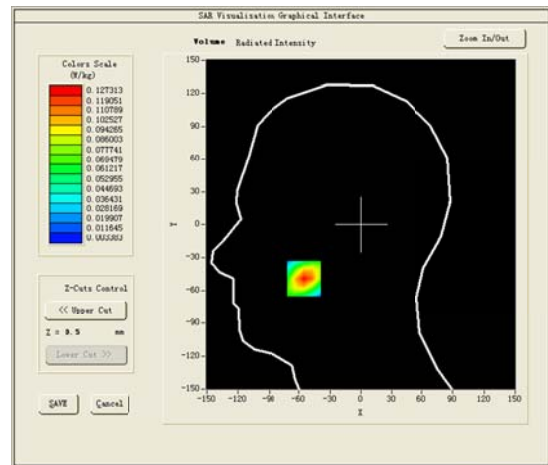 SAR Visualisation Graphical Interface
Volume Radiated Intensity
Zoom In/Out
Colors Scale
(W/kg)
0.127313
0.119051
0.110789
0.102527
0.094265
0.086003
0.077741
0.069479
0.061217
0.052955
0.044693
0.036431
0.028169
0.019907
0.011645
0.003383
Z-Cuts Control
<< Upper Cut
Z = 9.5 mm
Lower Cut >>
SAVE Cancel
150
120
90
60
30
0
-30
-60
-90
-120
-150
Y
-150 -120 -90 -60 -30 0 30 60 90 120 150
X